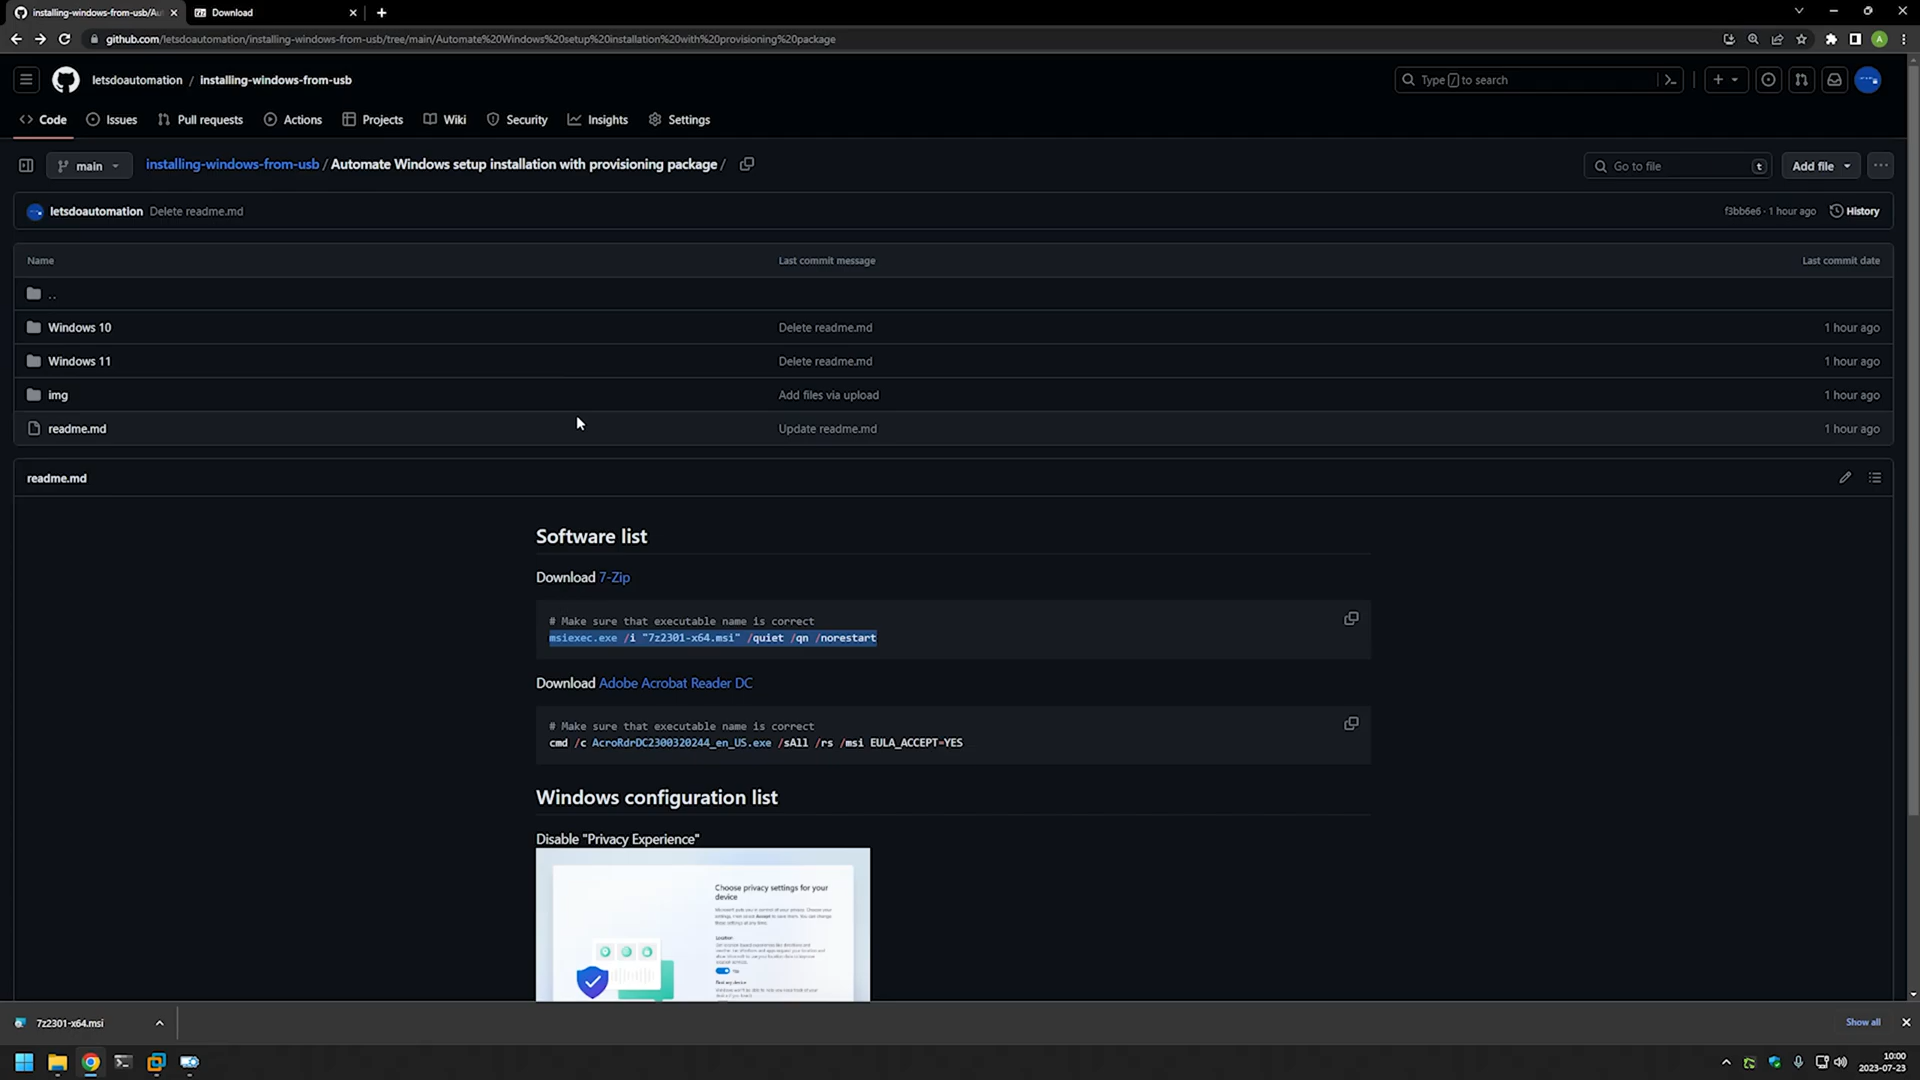 installing-windows-from-usb/Au
Download
github.com/letsdoautomation/installing-windows-from-usb/tree/main/Automate%20Windows%20setup%20installation%20with%20provisioning%20package
A
letsdoautomation / installing-windows-from-usb
Type / to search
Code Issues Pull requests Actions Projects Wiki Security Insights Settings
main
installing-windows-from-usb / Automate Windows setup installation with provisioning package /
Go to file t
Add file
letsdoautomation Delete readme.md
f3bb6e6 · 1 hour ago History
Name Last commit message Last commit date
..
Windows 10 Delete readme.md 1 hour ago
Windows 11 Delete readme.md 1 hour ago
img Add files via upload 1 hour ago
readme.md Update readme.md 1 hour ago
readme.md
Software list
Download 7-Zip
# Make sure that executable name is correct
msiexec.exe /i "7z2301-x64.msi" /quiet /qn /norestart
Download Adobe Acrobat Reader DC
# Make sure that executable name is correct
cmd /c AcroRdrDC2300320244_en_US.exe /sAll /rs /msi EULA_ACCEPT=YES
Windows configuration list
Disable "Privacy Experience"
Choose privacy settings for your
device
Location
7z2301-x64.msi
Show all
10:00
2023-07-23